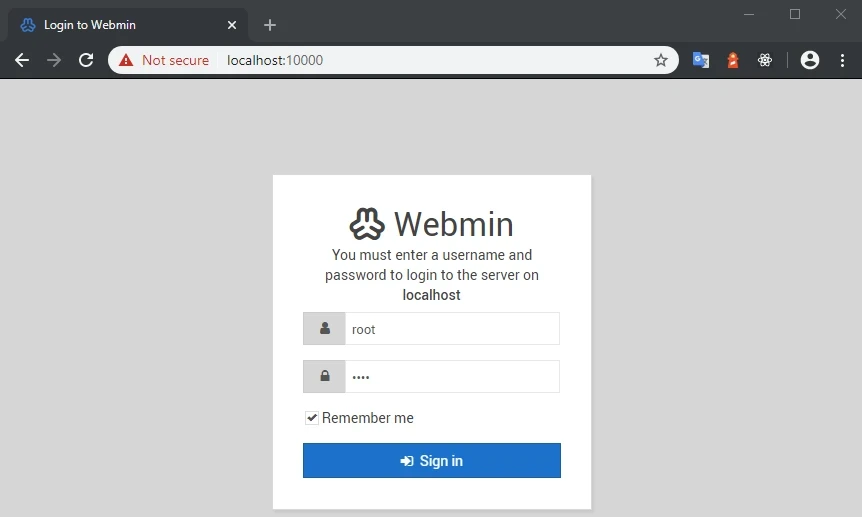 Login to Webmin
Not secure
localhost:10000
Webmin
You must enter a username and
password to login to the server on
localhost
root
••••
Remember me
Sign in